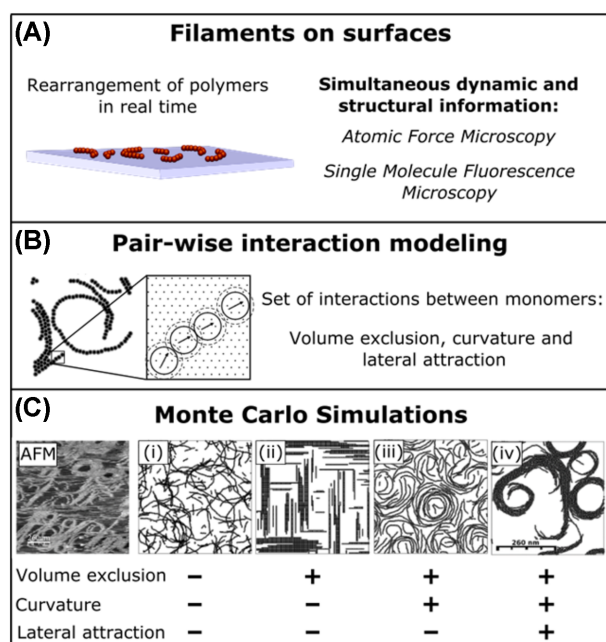 (A)
Filaments on surfaces
Rearrangement of polymers
in real time
Simultaneous dynamic and
structural information:
Atomic Force Microscopy
Single Molecule Fluorescence
Microscopy
(B)
Pair-wise interaction modeling
Set of interactions between monomers:
Volume exclusion, curvature and
lateral attraction
(C)
Monte Carlo Simulations
AFM (i) (ii) (iii) (iv)
260 nm
Volume exclusion − + + +
Curvature − − + +
Lateral attraction − − − +